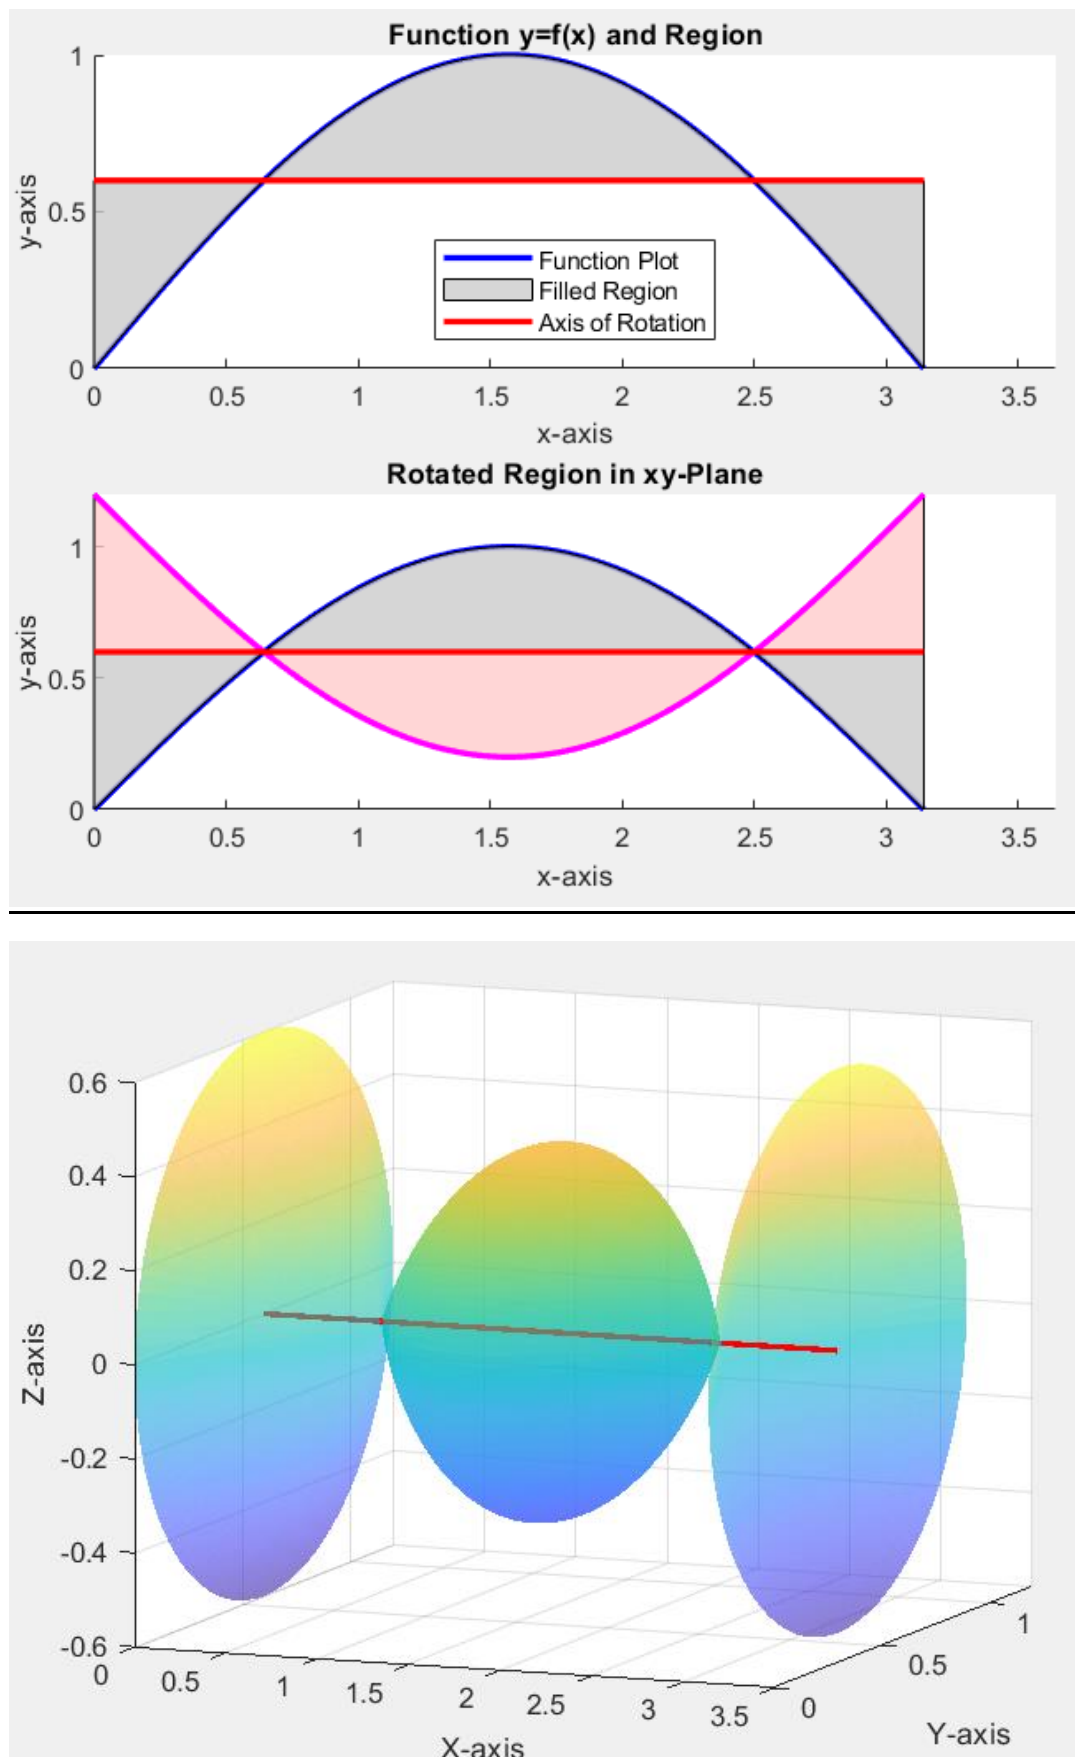 Function y=f(x) and Region
1
0.5
0
y-axis
Function Plot
Filled Region
Axis of Rotation
0 0.5 1 1.5 2 2.5 3 3.5
x-axis
Rotated Region in xy-Plane
1
0.5
0
y-axis
0 0.5 1 1.5 2 2.5 3 3.5
x-axis
0.6
0.4
0.2
0
-0.2
-0.4
-0.6
Z-axis
0 0.5 1 1.5 2 2.5 3 3.5
X-axis
0 0.5 1
Y-axis